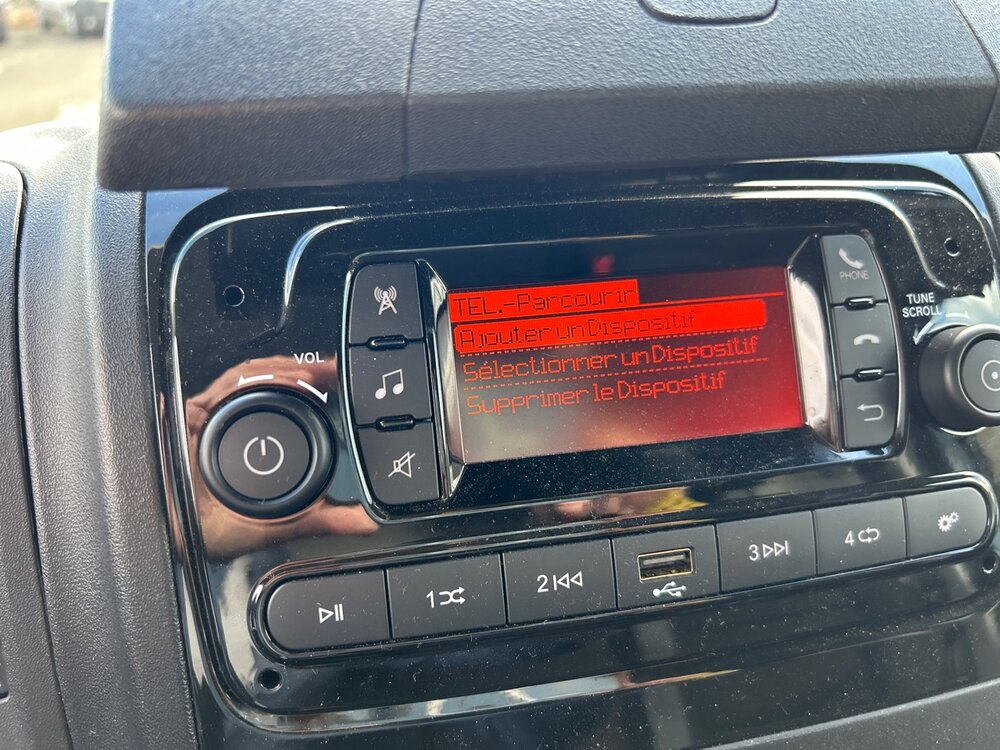 TEL.-Parcourir
Ajouter un Dispositif
Sélectionner un Dispositif
Supprimer le Dispositif
PHONE
TUNE
SCROLL
VOL
1
2
3
4